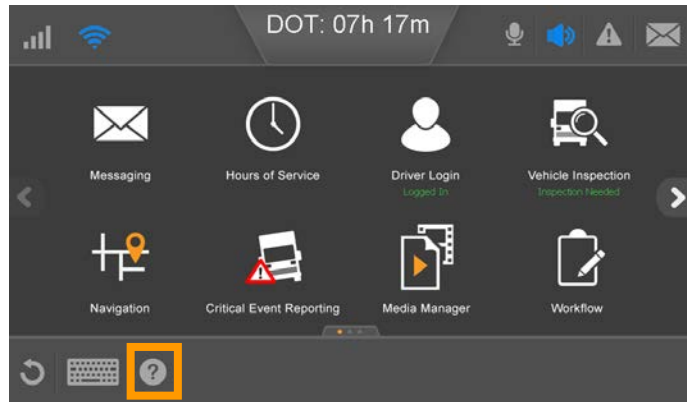 DOT: 07h 17m
Messaging
Hours of Service
Driver Login
Logged In
Vehicle Inspection
Inspection Needed
Navigation
Critical Event Reporting
Media Manager
Workflow
?